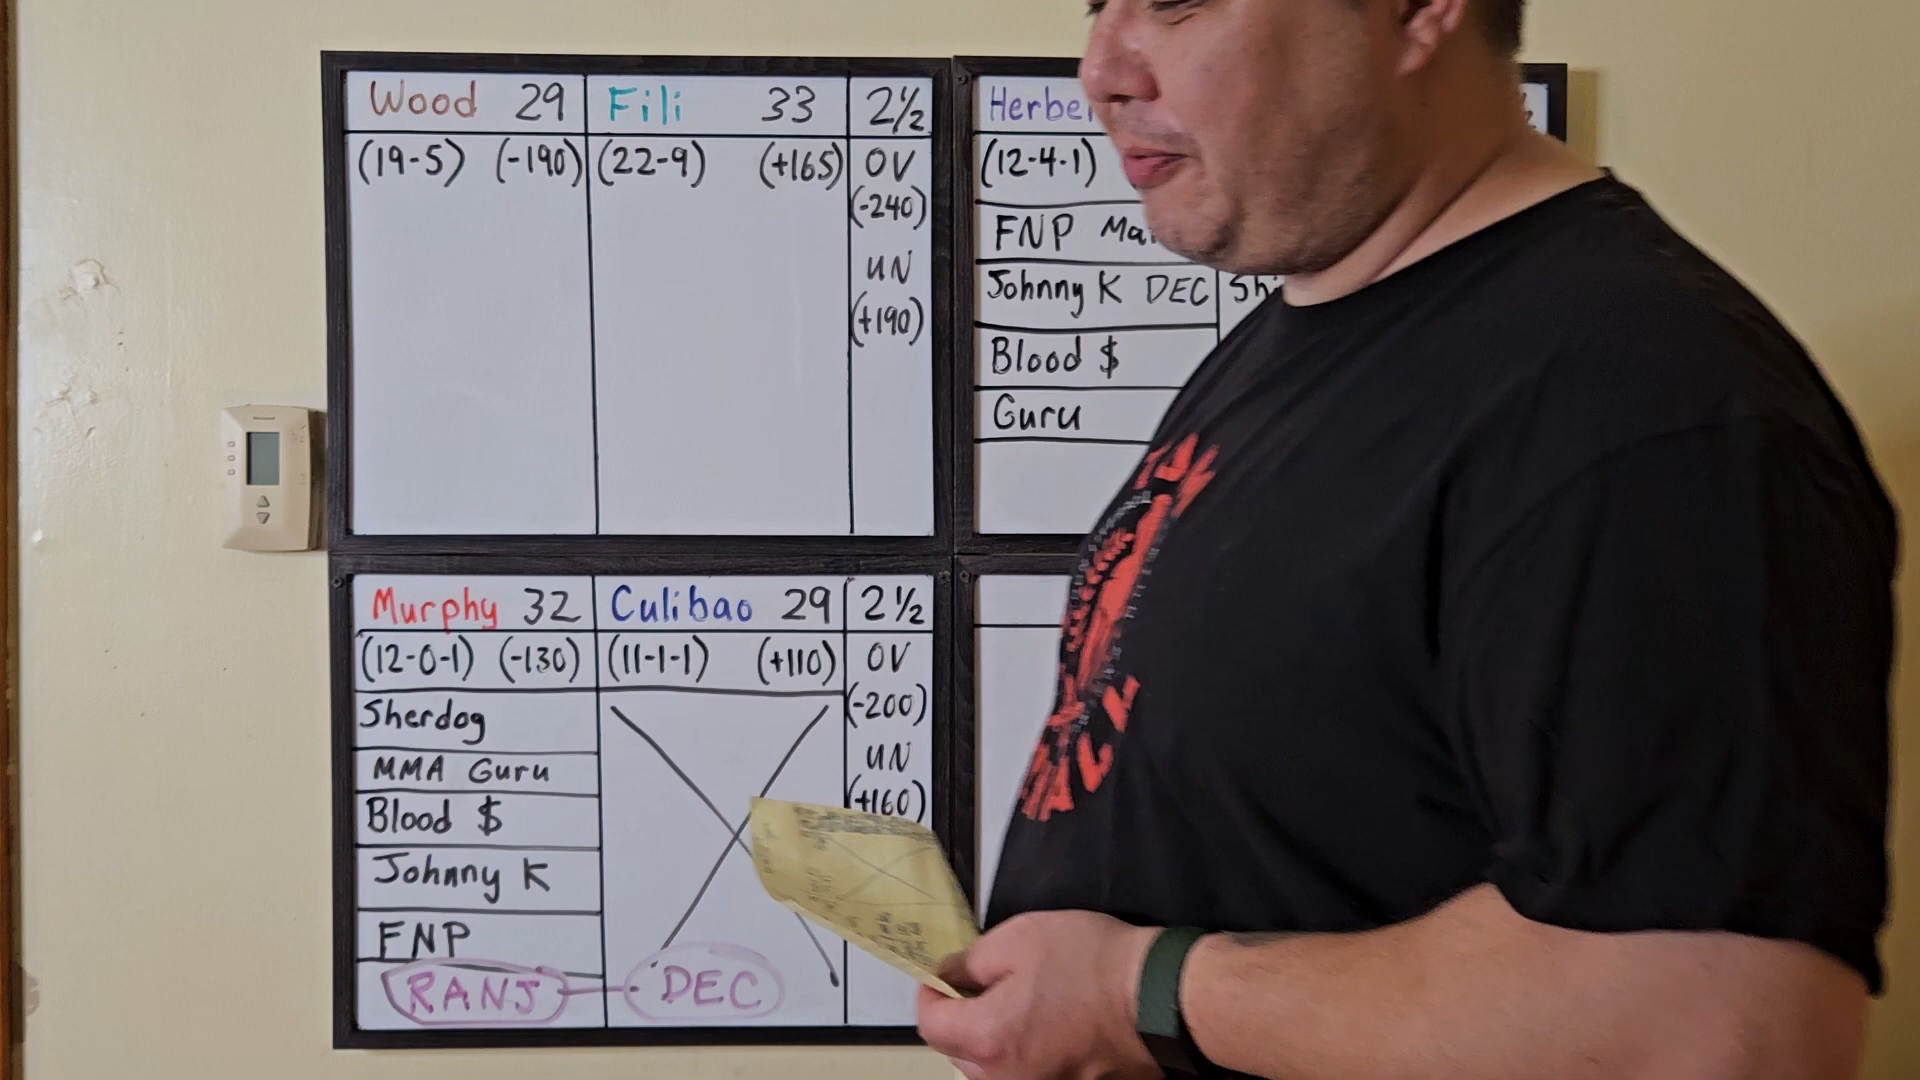 Wood 29 Fili 33 2½
(19-5) (-190) (22-9) (+165) OV
(-240)
UN
(+190)
(12-4-1)
FNP
Johnny K DEC
Blood $
Guru
Murphy 32 Culibao 29 2½
(12-0-1) (-130) (11-1-1) (+110) OV
(-200)
UN
(+160)
Sherdog
MMA Guru
Blood $
Johnny K
FNP
RANJ - DEC